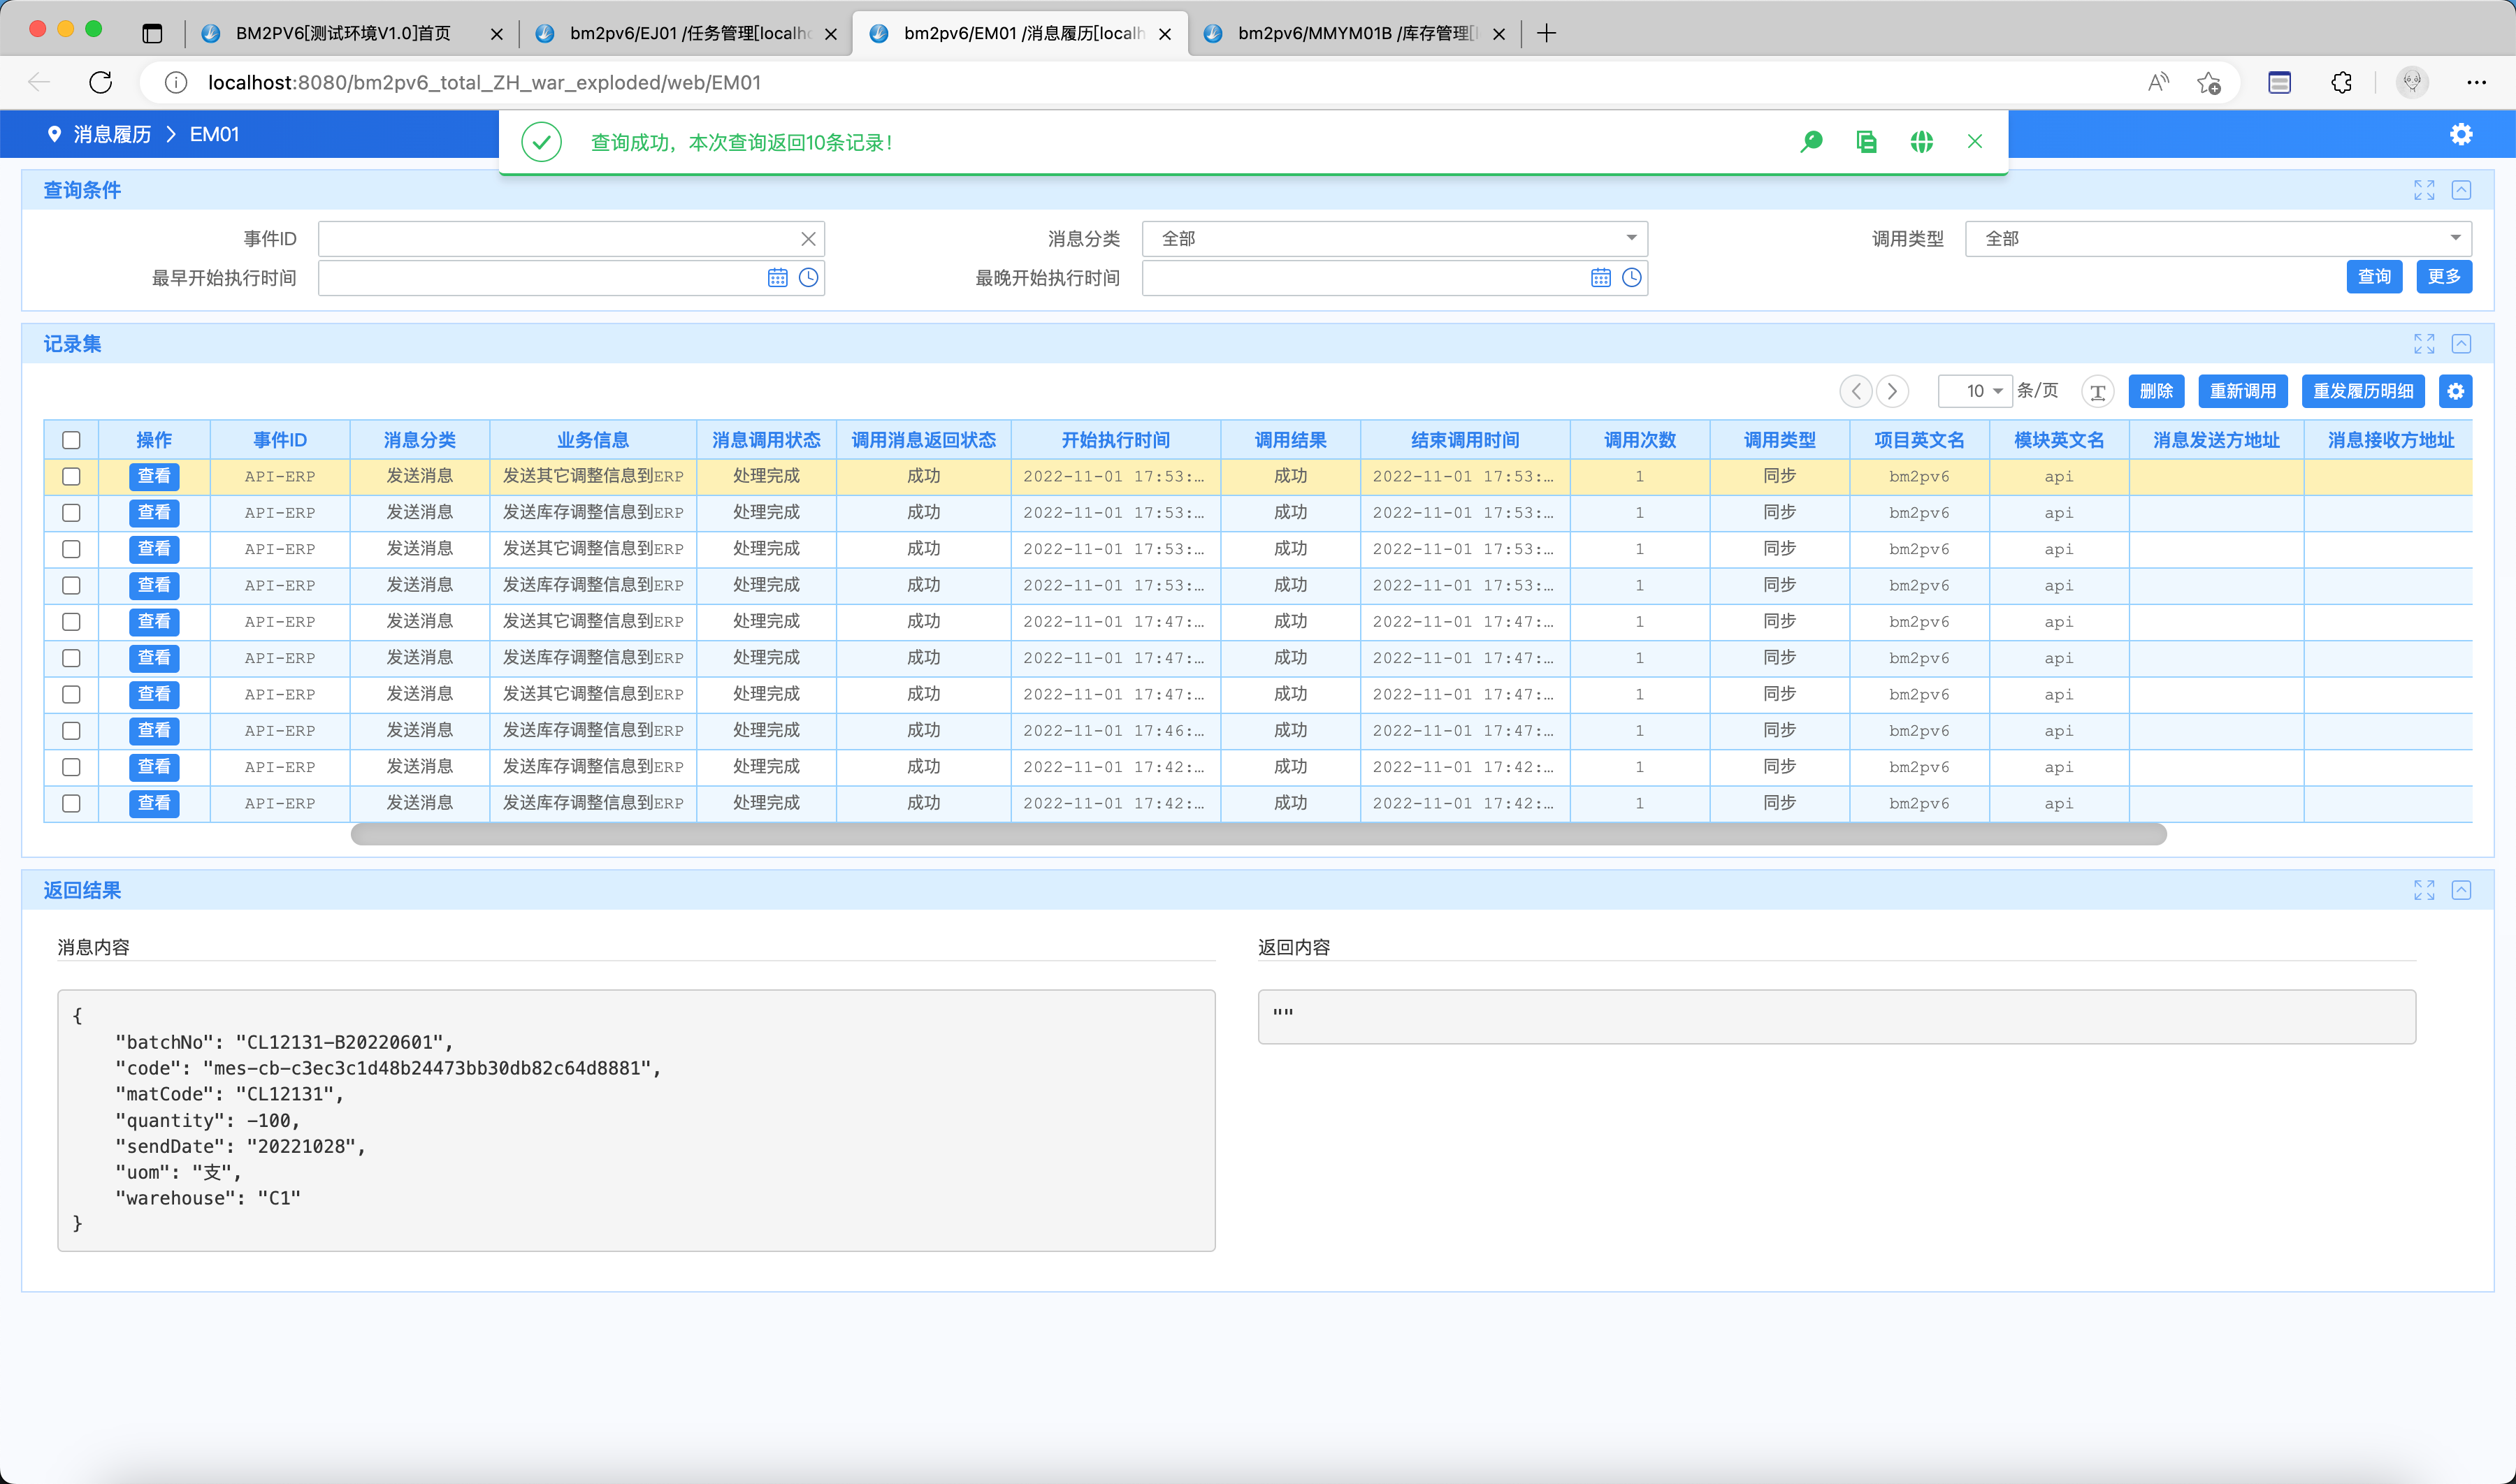 BM2PV6[测试环境V1.0]首页
bm2pv6/EJ01 /任务管理[localh
bm2pv6/EM01 /消息履历[localh
bm2pv6/MMYM01B /库存管理[
localhost:8080/bm2pv6_total_ZH_war_exploded/web/EM01
消息履历 > EM01
查询成功，本次查询返回10条记录！
查询条件
事件ID 消息分类 全部 调用类型 全部
最早开始执行时间 最晚开始执行时间 查询 更多
记录集
10 条/页 T 删除 重新调用 重发履历明细
操作 事件ID 消息分类 业务信息 消息调用状态 调用消息返回状态 开始执行时间 调用结果 结束调用时间 调用次数 调用类型 项目英文名 模块英文名 消息发送方地址 消息接收方地址
查看 API-ERP 发送消息 发送其它调整信息到ERP 处理完成 成功 2022-11-01 17:53:... 成功 2022-11-01 17:53:... 1 同步 bm2pv6 api
查看 API-ERP 发送消息 发送库存调整信息到ERP 处理完成 成功 2022-11-01 17:53:... 成功 2022-11-01 17:53:... 1 同步 bm2pv6 api
查看 API-ERP 发送消息 发送其它调整信息到ERP 处理完成 成功 2022-11-01 17:53:... 成功 2022-11-01 17:53:... 1 同步 bm2pv6 api
查看 API-ERP 发送消息 发送库存调整信息到ERP 处理完成 成功 2022-11-01 17:53:... 成功 2022-11-01 17:53:... 1 同步 bm2pv6 api
查看 API-ERP 发送消息 发送其它调整信息到ERP 处理完成 成功 2022-11-01 17:47:... 成功 2022-11-01 17:47:... 1 同步 bm2pv6 api
查看 API-ERP 发送消息 发送库存调整信息到ERP 处理完成 成功 2022-11-01 17:47:... 成功 2022-11-01 17:47:... 1 同步 bm2pv6 api
查看 API-ERP 发送消息 发送其它调整信息到ERP 处理完成 成功 2022-11-01 17:47:... 成功 2022-11-01 17:47:... 1 同步 bm2pv6 api
查看 API-ERP 发送消息 发送库存调整信息到ERP 处理完成 成功 2022-11-01 17:46:... 成功 2022-11-01 17:47:... 1 同步 bm2pv6 api
查看 API-ERP 发送消息 发送库存调整信息到ERP 处理完成 成功 2022-11-01 17:42:... 成功 2022-11-01 17:42:... 1 同步 bm2pv6 api
查看 API-ERP 发送消息 发送库存调整信息到ERP 处理完成 成功 2022-11-01 17:42:... 成功 2022-11-01 17:42:... 1 同步 bm2pv6 api
返回结果
消息内容
{
"batchNo": "CL12131-B20220601",
"code": "mes-cb-c3ec3c1d48b24473bb30db82c64d8881",
"matCode": "CL12131",
"quantity": -100,
"sendDate": "20221028",
"uom": "支",
"warehouse": "C1"
}
返回内容
""